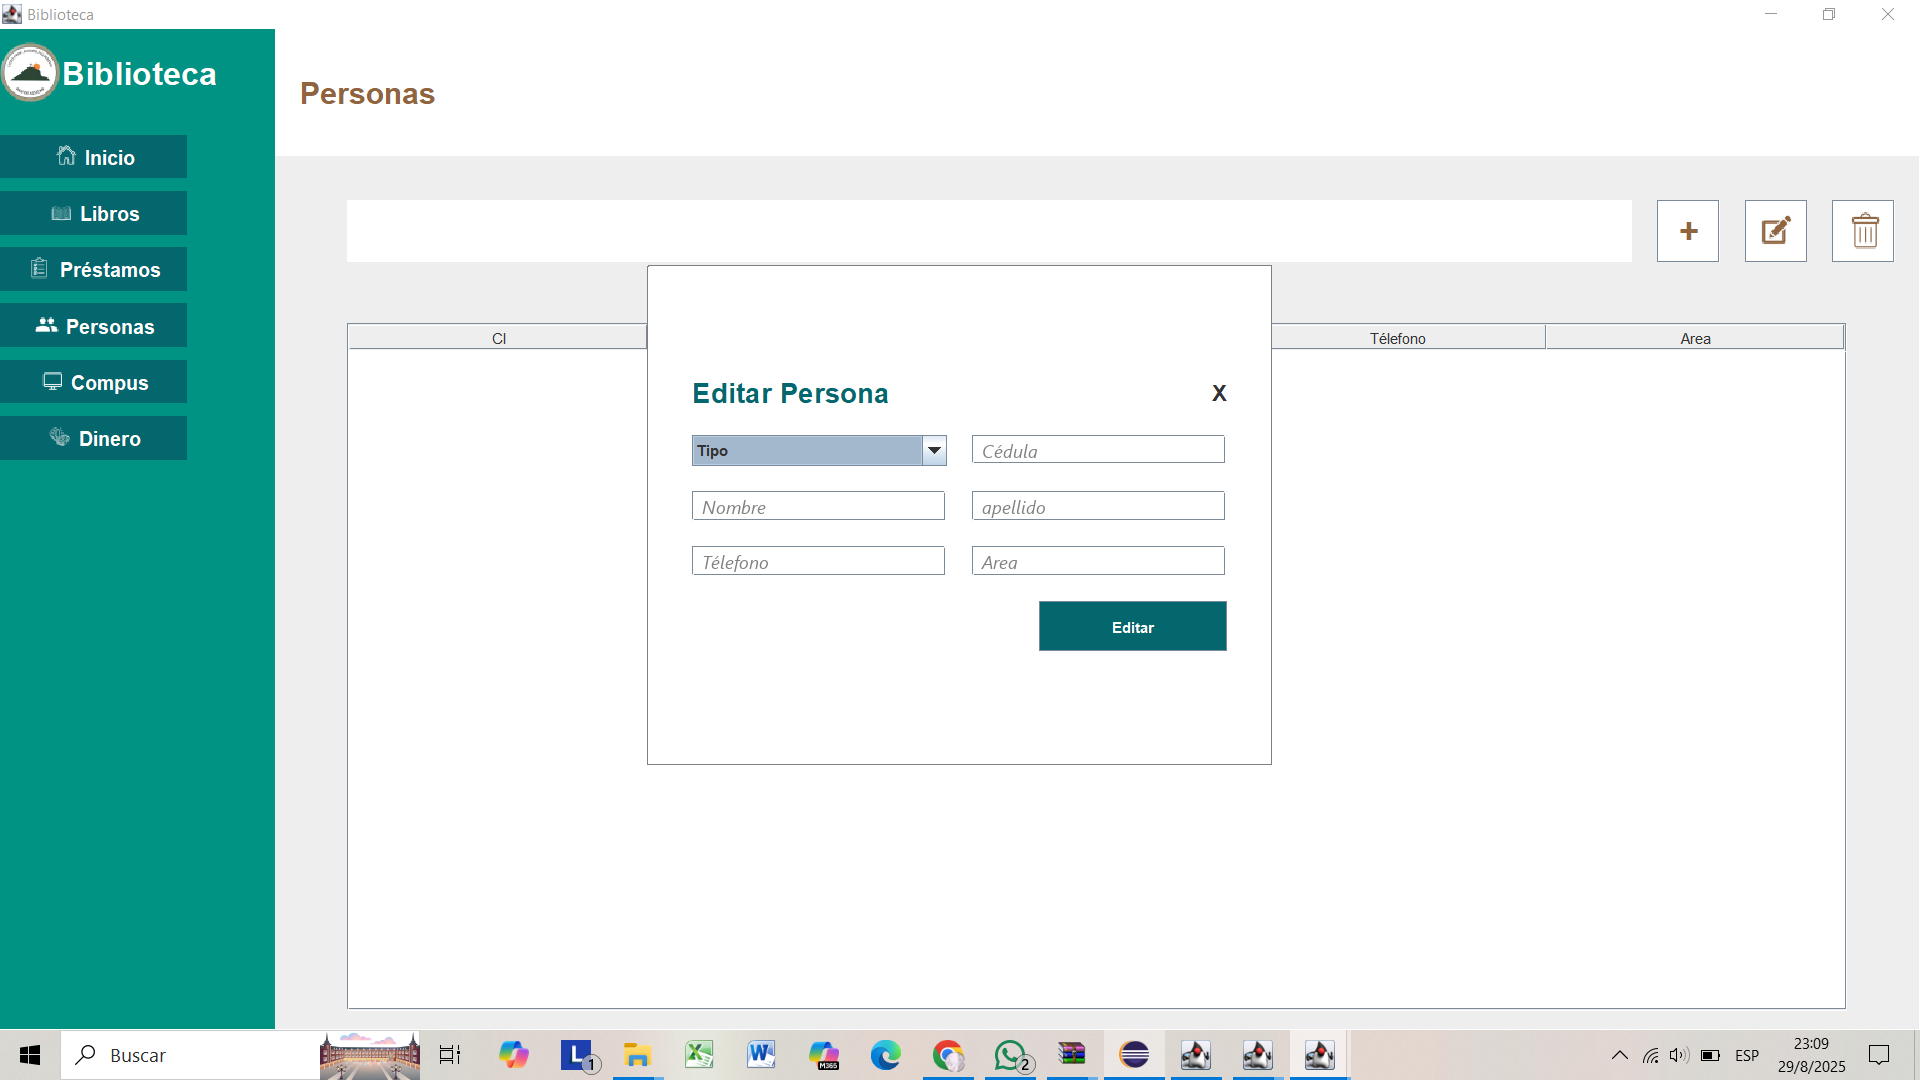 Biblioteca
Biblioteca
Personas
Inicio
Libros
Préstamos
Personas
Compus
Dinero
+
CI
Télefono
Area
Editar Persona
X
Tipo
Cédula
Nombre
apellido
Télefono
Area
Editar
Buscar
L
1
M365
2
ESP
23:09
29/8/2025